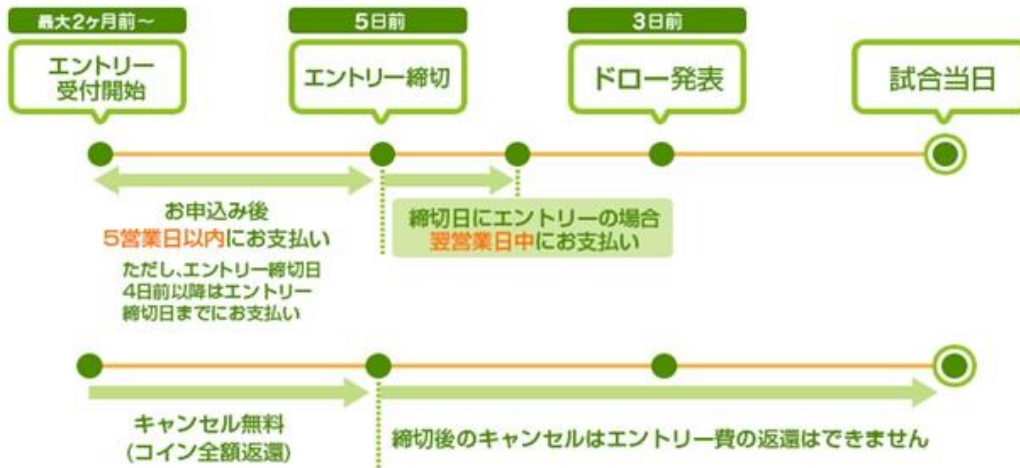 最大2ヶ月前～
エントリー
受付開始
5日前
エントリー締切
3日前
ドロー発表
試合当日
お申込み後
5営業日以内にお支払い
ただし、エントリー締切日
4日前以降はエントリー
締切日までにお支払い
締切日にエントリーの場合
翌営業日中にお支払い
キャンセル無料
(コイン全額返還)
締切後のキャンセルはエントリー費の返還はできません